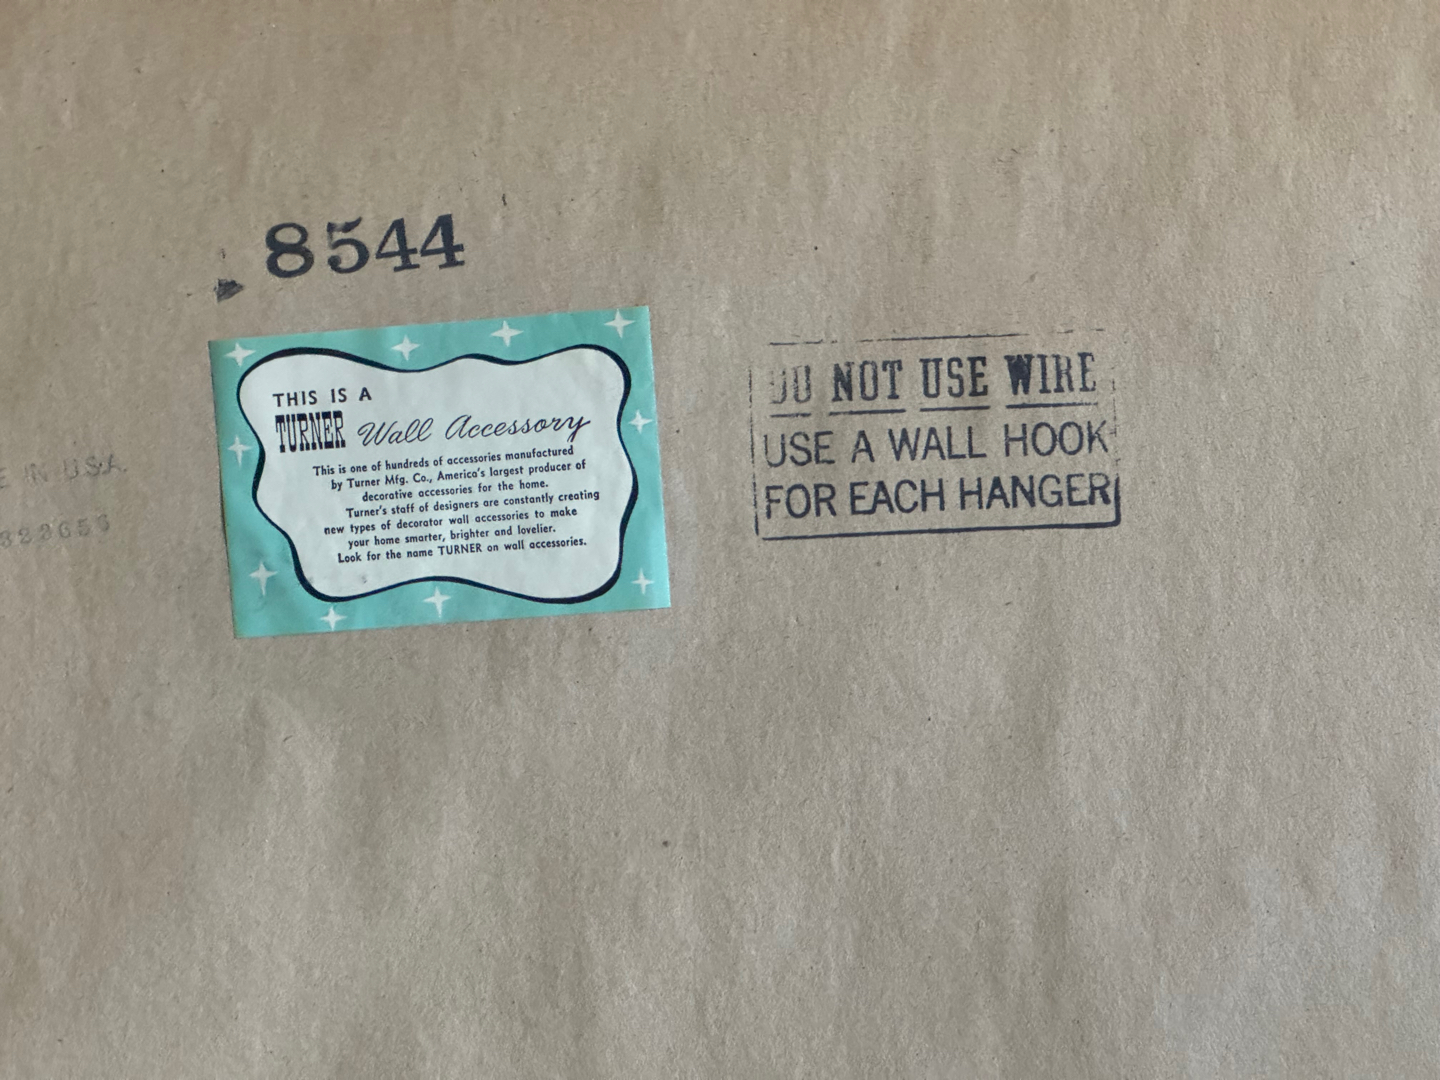 8544
THIS IS A
TURNER Wall Accessory
This is one of hundreds of accessories manufactured
by Turner Mfg. Co., America's largest producer of
decorative accessories for the home.
Turner's staff of designers are constantly creating
new types of decorator wall accessories to make
your home smarter, brighter and lovelier.
Look for the name TURNER on wall accessories.
DO NOT USE WIRE
USE A WALL HOOK
FOR EACH HANGER
IN U.S.A.